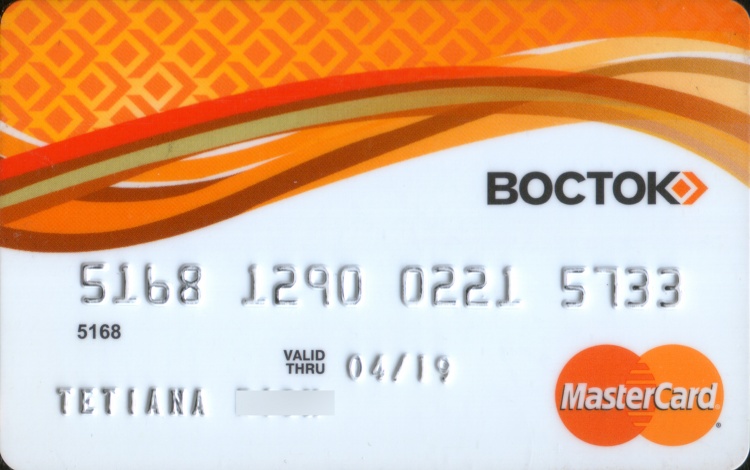 ВОСТОК
5168 1290 0221 5733
5168
VALID
THRU 04/19
TETIANA
MasterCard